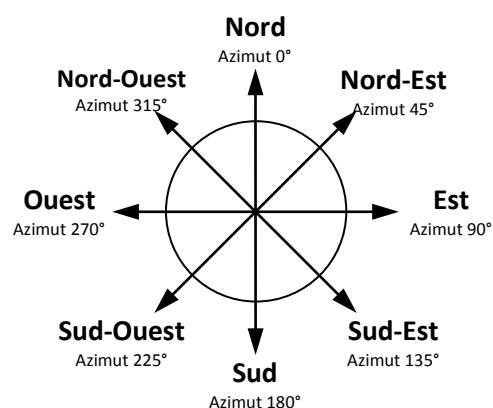 Nord
Azimut 0°
Nord-Ouest
Azimut 315°
Nord-Est
Azimut 45°
Ouest
Azimut 270°
Est
Azimut 90°
Sud-Ouest
Azimut 225°
Sud-Est
Azimut 135°
Sud
Azimut 180°